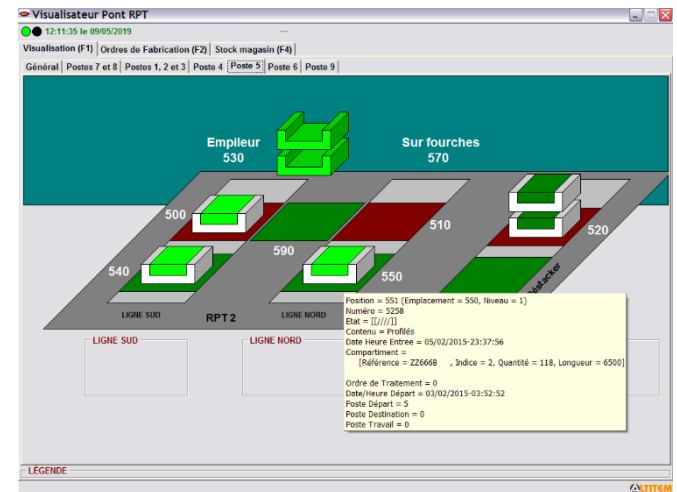 Visualisateur Pont RPT
12:11:35 le 09/05/2019 ...
Visualisation (F1) Ordres de Fabrication (F2) Stock magasin (F4)
Général Postes 7 et 8 Postes 1, 2 et 3 Poste 4 Poste 5 Poste 6 Poste 9
Empileur
530
Sur fourches
570
500
510
520
590
540
550
Déstacker
LIGNE SUD
RPT 2
LIGNE NORD
LIGNE SUD
LIGNE NORD
Position = 551 (Emplacement = 550, Niveau = 1)
Numéro = 5258
Etat = [[////]]
Contenu = Profilés
Date Heure Entree = 05/02/2015-23:37:56
Compartiment =
[Référence = ZZ666B , Indice = 2, Quantité = 118, Longueur = 6500]
Ordre de Traitement = 0
Date/Heure Départ = 03/02/2015-03:52:52
Poste Départ = 5
Poste Destination = 0
Poste Travail = 0
LÉGENDE
ALTITEM